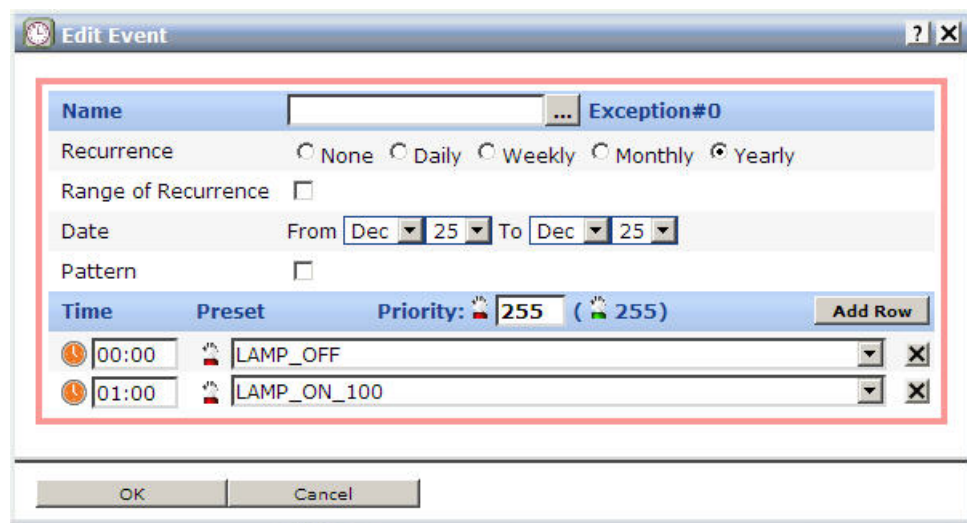 Edit Event ? X
Name ... Exception#0
Recurrence None Daily Weekly Monthly Yearly
Range of Recurrence
Date From Dec 25 To Dec 25
Pattern
Time Preset Priority: 255 ( 255) Add Row
00:00 LAMP_OFF X
01:00 LAMP_ON_100 X
OK Cancel